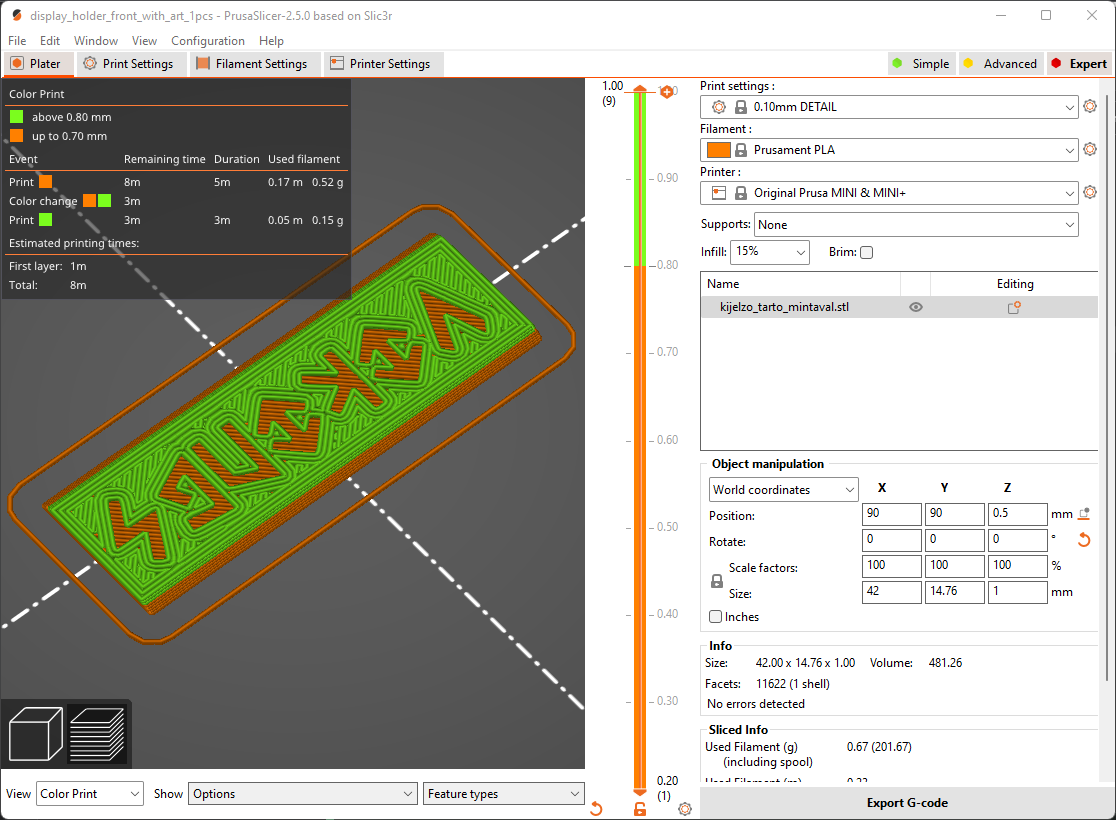 display_holder_front_with_art_1pcs - PrusaSlicer-2.5.0 based on Slic3r
File Edit Window View Configuration Help
Plater Print Settings Filament Settings Printer Settings Simple Advanced Expert
Color Print
above 0.80 mm
up to 0.70 mm
Event Remaining time Duration Used filament
Print 8m 5m 0.17 m 0.52 g
Color change 3m
Print 3m 3m 0.05 m 0.15 g
Estimated printing times:
First layer: 1m
Total: 8m
1.00
(9)
0.90
0.80
0.70
0.60
0.50
0.40
0.30
0.20
(1)
Print settings :
0.10mm DETAIL
Filament :
Prusament PLA
Printer :
Original Prusa MINI & MINI+
Supports: None
Infill: 15% Brim:
Name Editing
kijelzo_tarto_mintaval.stl
Object manipulation
World coordinates X Y Z
Position: 90 90 0.5 mm
Rotate: 0 0 0 °
Scale factors: 100 100 100 %
Size: 42 14.76 1 mm
Inches
Info
Size: 42.00 x 14.76 x 1.00 Volume: 481.26
Facets: 11622 (1 shell)
No errors detected
Sliced Info
Used Filament (g) 0.67 (201.67)
(including spool)
Used Filament (m) 0.22
View Color Print Show Options Feature types
Export G-code